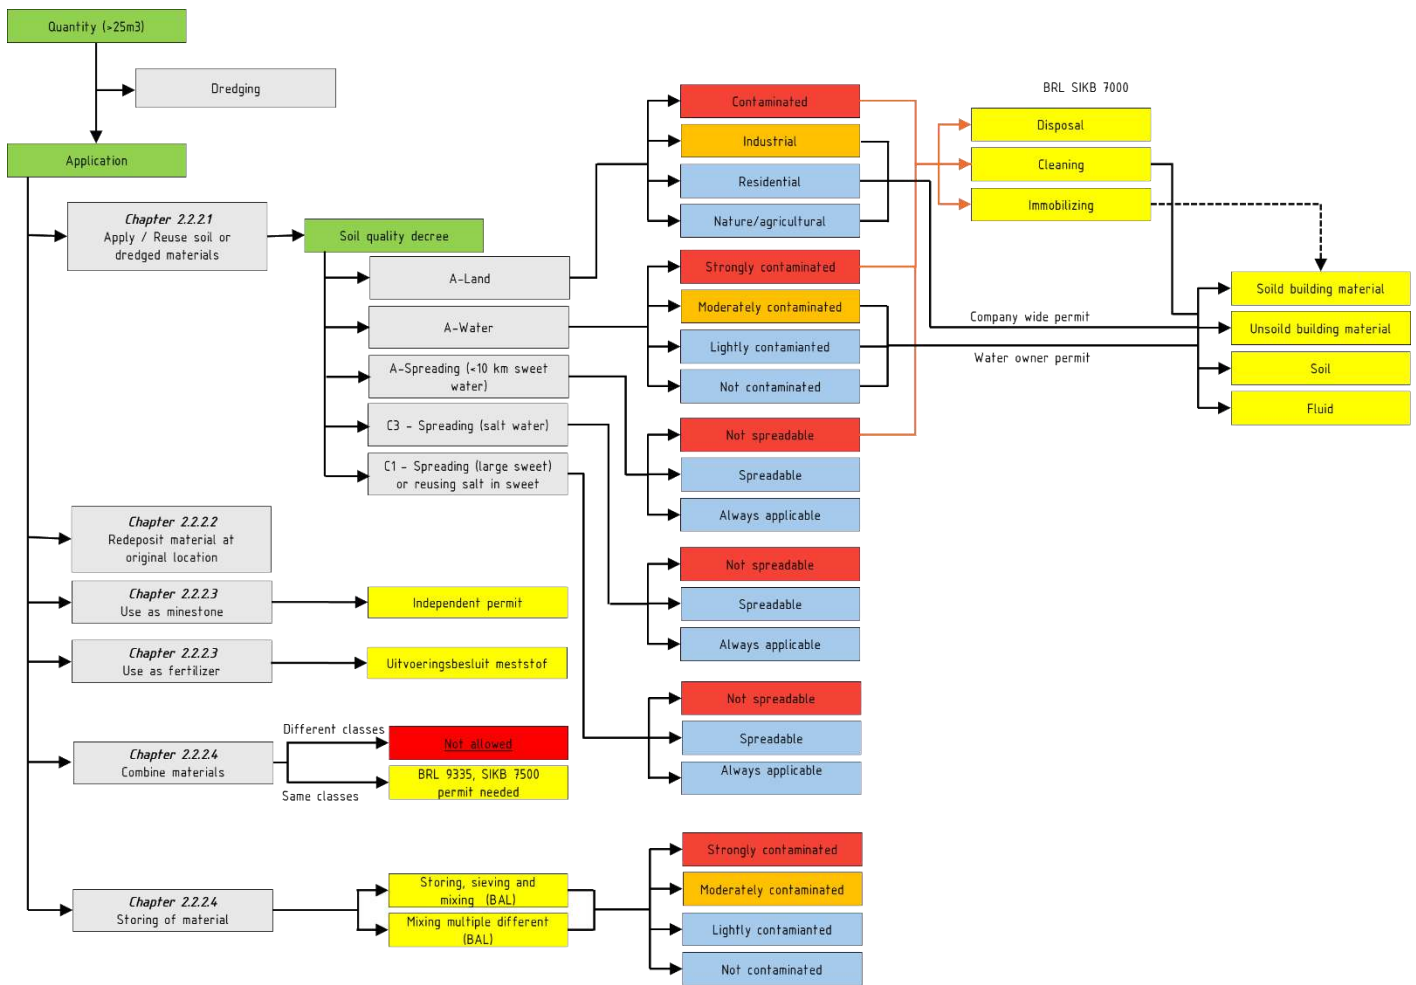 Quantity (>25m3)
Dredging
Application
Chapter 2.2.2.1
Apply / Reuse soil or
dredged materials
Soil quality decree
A-Land
A-Water
A-Spreading (<10 km sweet
water)
C3 - Spreading (salt water)
C1 - Spreading (large sweet)
or reusing salt in sweet
Contaminated
Industrial
Residential
Nature/agricultural
Strongly contaminated
Moderately contaminated
Lightly contamianted
Not contaminated
Not spreadable
Spreadable
Always applicable
Not spreadable
Spreadable
Always applicable
Not spreadable
Spreadable
Always applicable
BRL SIKB 7000
Disposal
Cleaning
Immobilizing
Company wide permit
Water owner permit
Soild building material
Unsoild building material
Soil
Fluid
Chapter 2.2.2.2
Redeposit material at
original location
Chapter 2.2.2.3
Use as minestone
Independent permit
Chapter 2.2.2.3
Use as fertilizer
Uitvoeringsbesluit meststof
Chapter 2.2.2.4
Combine materials
Different classes
Not allowed
Same classes
BRL 9335, SIKB 7500
permit needed
Chapter 2.2.2.4
Storing of material
Storing, sieving and
mixing (BAL)
Mixing multiple different
(BAL)
Strongly contaminated
Moderately contaminated
Lightly contamianted
Not contaminated